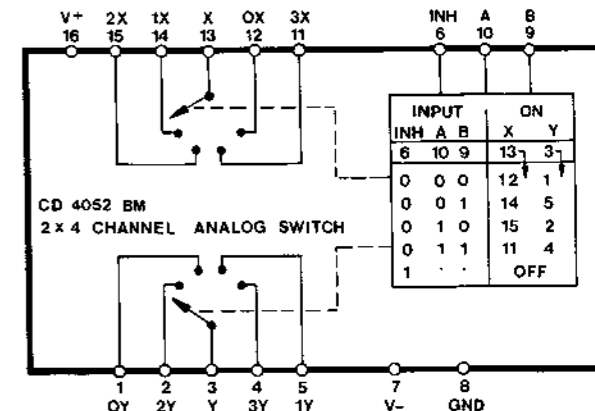 V+ 2X 1X X 0X 3X INH A B
16 15 14 13 12 11 6 10 9
INPUT ON
INH A B X Y
6 10 9 13 3
0 0 0 12 1
0 0 1 14 5
0 1 0 15 2
0 1 1 11 4
1 · · OFF
CD 4052 BM
2 X 4 CHANNEL ANALOG SWITCH
1 2 3 4 5 7 8
0Y 2Y Y 3Y 1Y V- GND